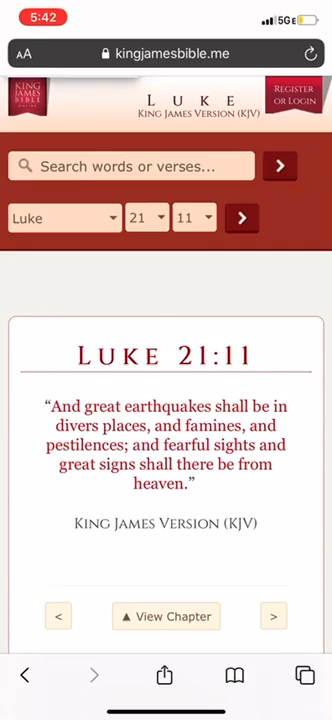 5:42
5GE
AA
kingjamesbible.me
KING
JAMES
BIBLE
ONLINE
LUKE
KING JAMES VERSION (KJV)
REGISTER
OR LOGIN
Search words or verses...
>
Luke
21
11
>
LUKE 21:11
“And great earthquakes shall be in
divers places, and famines, and
pestilences; and fearful sights and
great signs shall there be from
heaven.”
KING JAMES VERSION (KJV)
<
▲ View Chapter
>